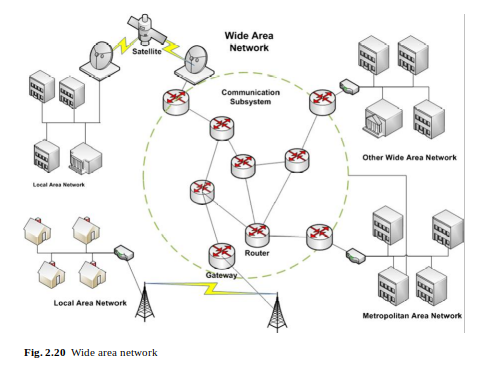 Wide Area
Network
Satellite
Communication
Subsystem
Other Wide Area Network
Local Area Network
Router
Gateway
Local Area Network
Metropolitan Area Network
Fig. 2.20 Wide area network